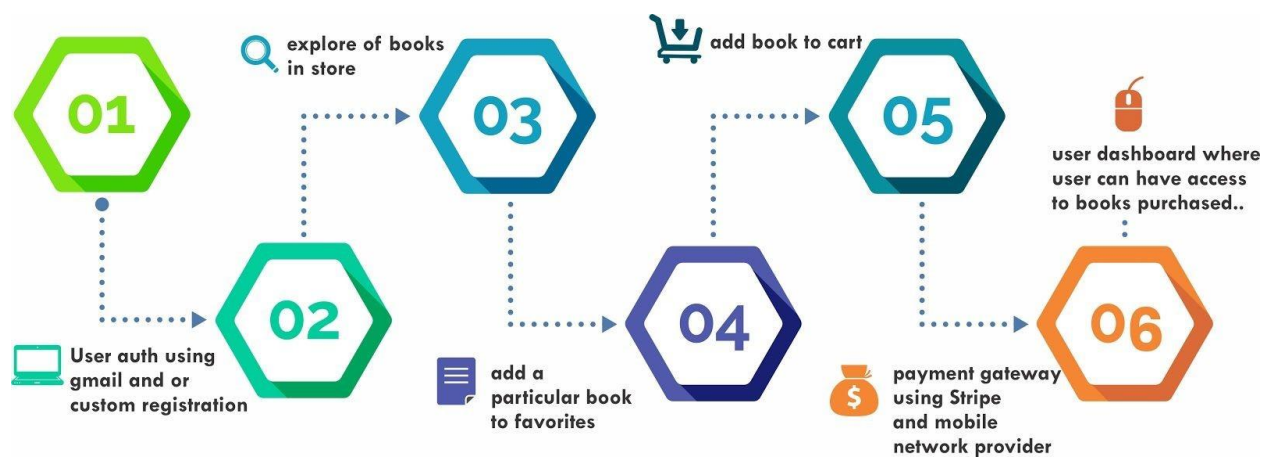 01
User auth using
gmail and or
custom registration
02
explore of books
in store
03
add a
particular book
to favorites
04
add book to cart
05
$
payment gateway
using Stripe
and mobile
network provider
06
user dashboard where
user can have access
to books purchased..